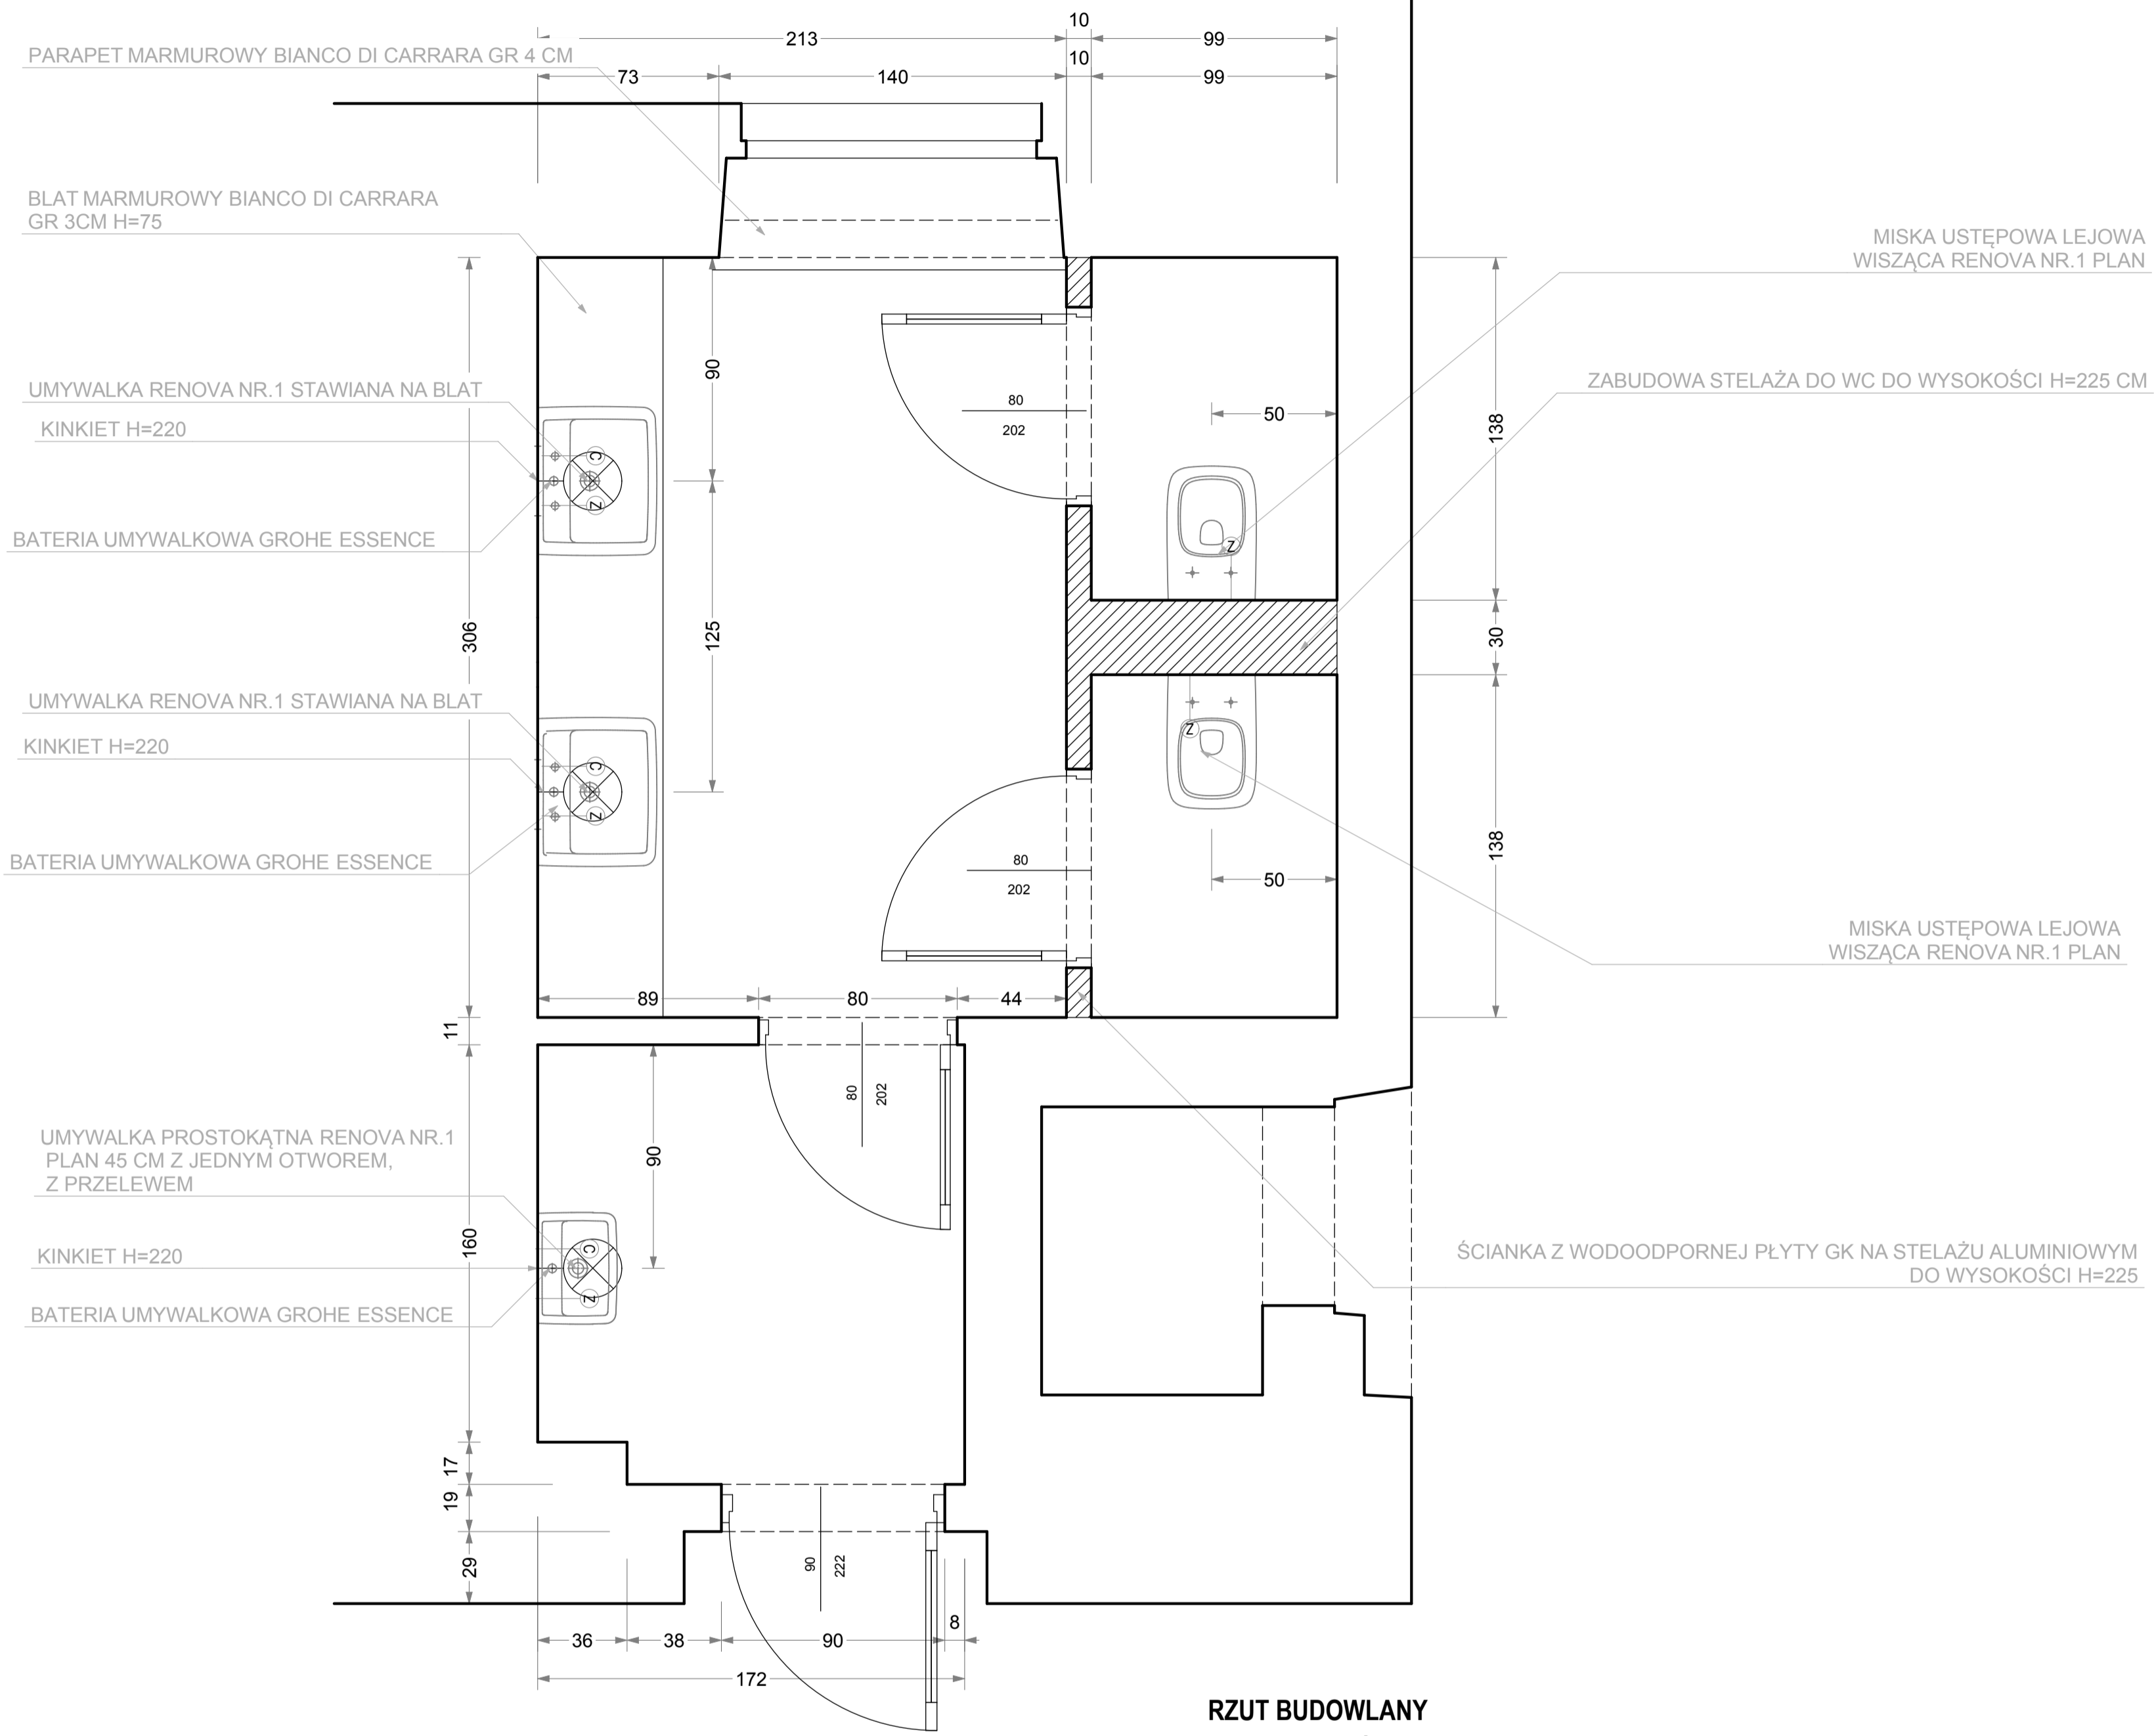 10
213
99
PARAPET MARMUROWY BIANCO DI CARRARA GR 4 CM
10
73
140
99
BLAT MARMUROWY BIANCO DI CARRARA
GR 3CM H=75
MISKA USTĘPOWA LEJOWA
WISZĄCA RENOVA NR.1 PLAN
90
UMYWALKA RENOVA NR.1 STAWIANA NA BLAT
80
202
50
ZABUDOWA STELAŻA DO WC DO WYSOKOŚCI H=225 CM
138
KINKIET H=220
C
Z
BATERIA UMYWALKOWA GROHE ESSENCE
Z
306
125
30
UMYWALKA RENOVA NR.1 STAWIANA NA BLAT
Z
KINKIET H=220
C
Z
BATERIA UMYWALKOWA GROHE ESSENCE
80
202
50
138
MISKA USTĘPOWA LEJOWA
WISZĄCA RENOVA NR.1 PLAN
89
80
44
11
80
202
90
UMYWALKA PROSTOKĄTNA RENOVA NR.1
PLAN 45 CM Z JEDNYM OTWOREM,
Z PRZELEWEM
160
KINKIET H=220
C
Z
BATERIA UMYWALKOWA GROHE ESSENCE
ŚCIANKA Z WODOODPORNEJ PŁYTY GK NA STELAŻU ALUMINIOWYM
DO WYSOKOŚCI H=225
17
19
29
90
222
36
38
90
8
172
RZUT BUDOWLANY